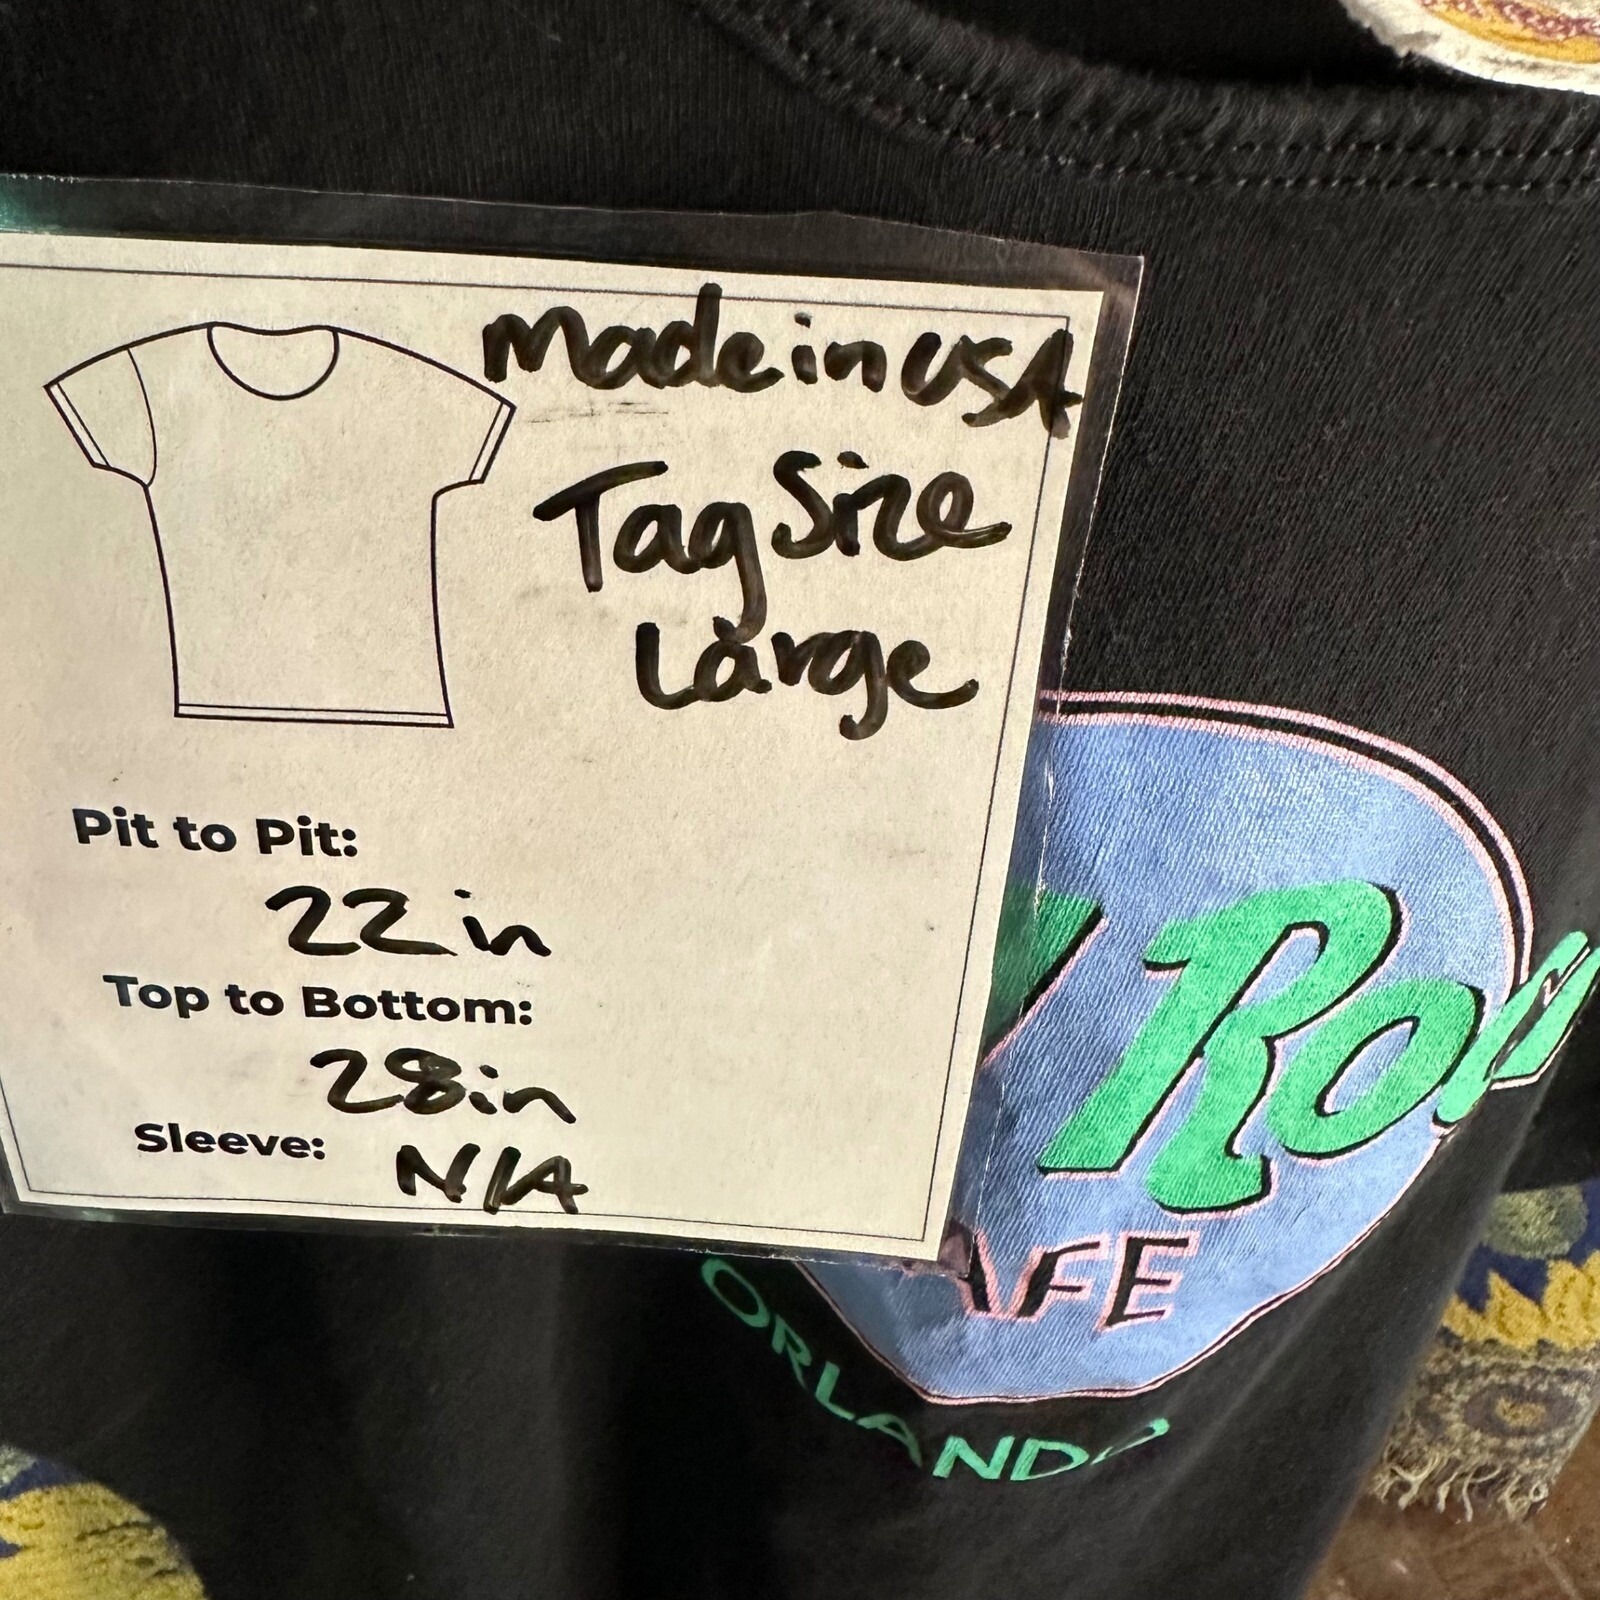 Made in USA
Tag Size
Large
Pit to Pit:
22 in
Top to Bottom:
28 in
Sleeve: N/A
AFE
ORLANDO